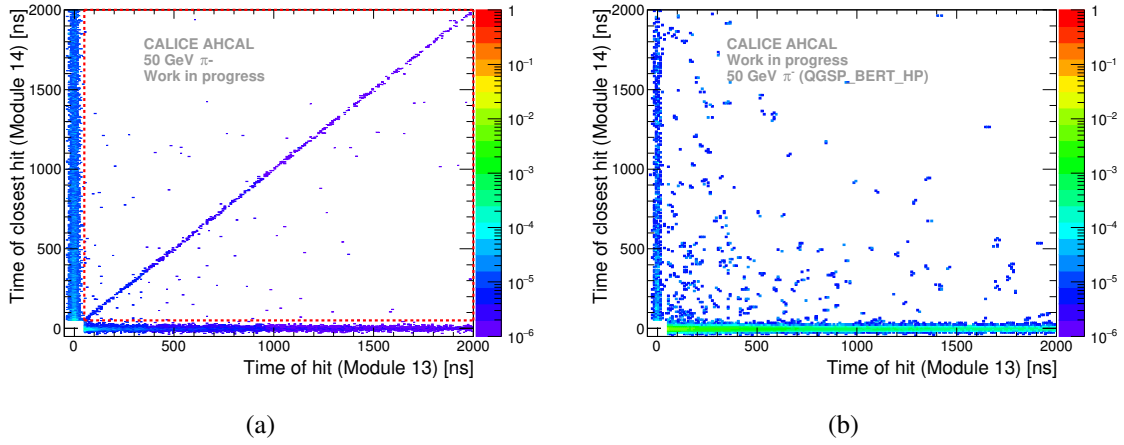 Time of closest hit (Module 14) [ns]
2000
1500
1000
500
0
CALICE AHCAL
50 GeV π-
Work in progress
0 500 1000 1500 2000
Time of hit (Module 13) [ns]
1
10⁻¹
10⁻²
10⁻³
10⁻⁴
10⁻⁵
10⁻⁶
(a)
Time of closest hit (Module 14) [ns]
2000
1500
1000
500
0
CALICE AHCAL
Work in progress
50 GeV π⁻ (QGSP_BERT_HP)
0 500 1000 1500 2000
Time of hit (Module 13) [ns]
1
10⁻¹
10⁻²
10⁻³
10⁻⁴
10⁻⁵
10⁻⁶
(b)